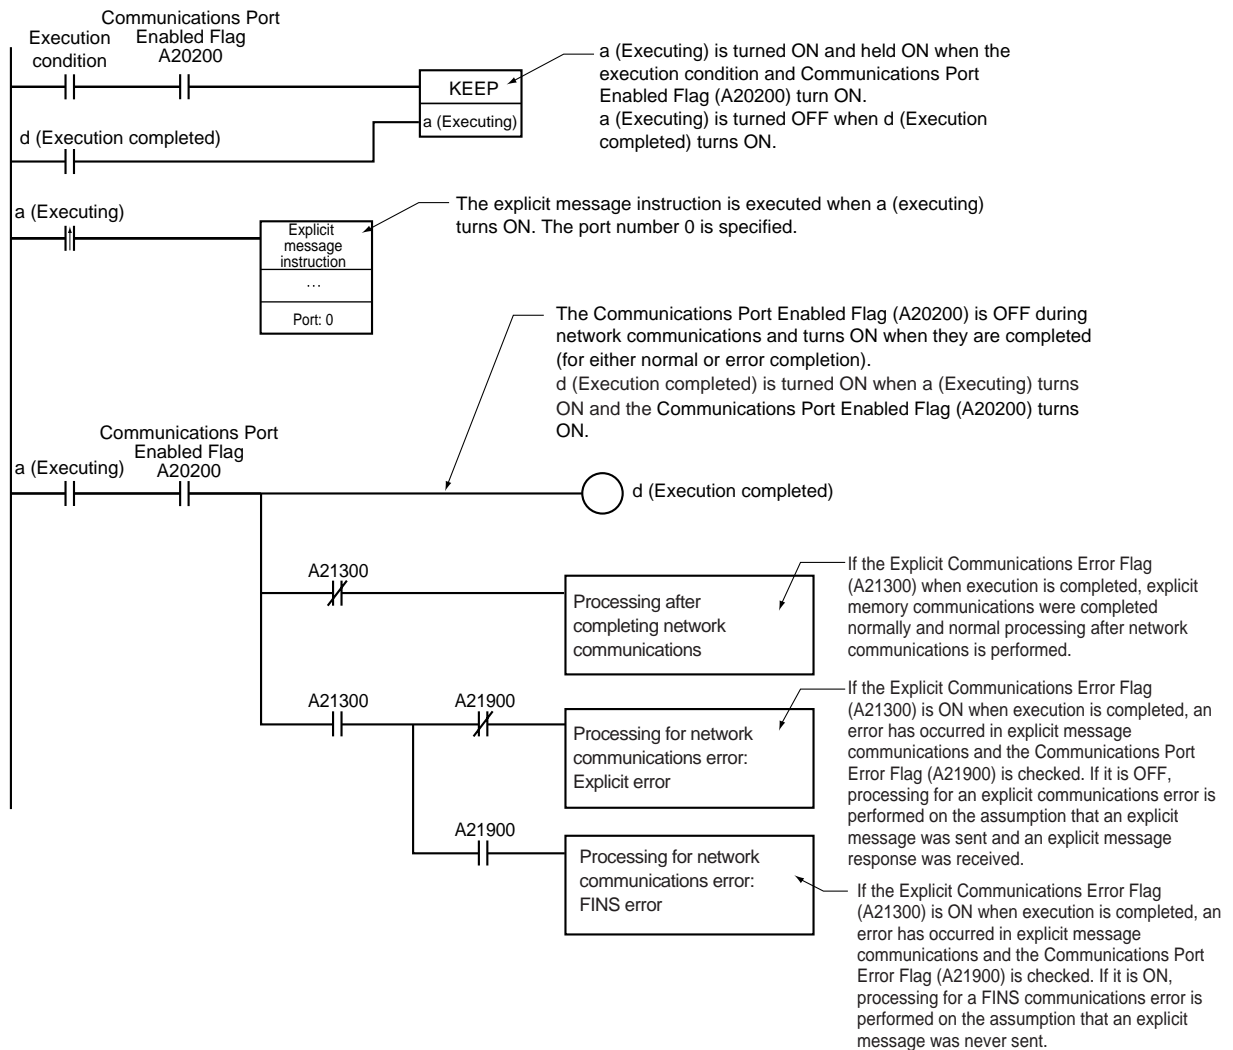 Communications Port
Enabled Flag
A20200
Execution
condition
KEEP
a (Executing)
a (Executing) is turned ON and held ON when the
execution condition and Communications Port
Enabled Flag (A20200) turn ON.
a (Executing) is turned OFF when d (Execution
completed) turns ON.
d (Execution completed)
a (Executing)
Explicit
message
instruction
...
Port: 0
The explicit message instruction is executed when a (executing)
turns ON. The port number 0 is specified.
The Communications Port Enabled Flag (A20200) is OFF during
network communications and turns ON when they are completed
(for either normal or error completion).
d (Execution completed) is turned ON when a (Executing) turns
ON and the Communications Port Enabled Flag (A20200) turns
ON.
Communications Port
Enabled Flag
A20200
a (Executing)
d (Execution completed)
A21300
Processing after
completing network
communications
If the Explicit Communications Error Flag
(A21300) when execution is completed, explicit
memory communications were completed
normally and normal processing after network
communications is performed.
A21300
A21900
Processing for network
communications error:
Explicit error
If the Explicit Communications Error Flag
(A21300) is ON when execution is completed, an
error has occurred in explicit message
communications and the Communications Port
Error Flag (A21900) is checked. If it is OFF,
processing for an explicit communications error is
performed on the assumption that an explicit
message was sent and an explicit message
response was received.
A21900
Processing for network
communications error:
FINS error
If the Explicit Communications Error Flag
(A21300) is ON when execution is completed, an
error has occurred in explicit message
communications and the Communications Port
Error Flag (A21900) is checked. If it is ON,
processing for a FINS communications error is
performed on the assumption that an explicit
message was never sent.